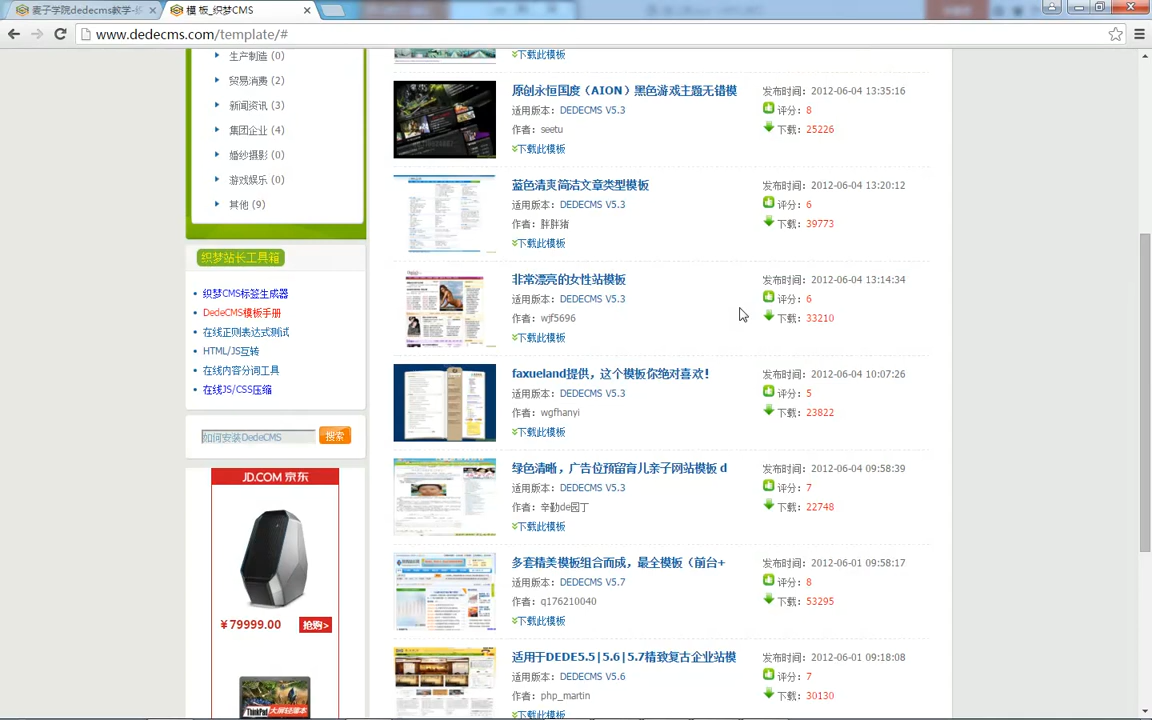 麦子学院dedecms教学-
模板_织梦CMS
www.dedecms.com/template/#
生产制造 (0)
贸易消费 (2)
新闻资讯 (3)
集团企业 (4)
婚纱摄影 (0)
游戏娱乐 (0)
其他 (9)
织梦站长工具箱
织梦CMS标签生成器
DedeCMS模板手册
在线正则表达式测试
HTML/JS互转
在线内容分词工具
在线JS/CSS压缩
如何安装DedeCMS
搜索
JD.COM 京东
¥79999.00
抢购>
ThinkPad
下载此模板
原创永恒国度（AION）黑色游戏主题无错模
适用版本：DEDECMS V5.3
作者：seetu
下载此模板
发布时间：2012-06-04 13:35:16
评分：8
下载：25226
蓝色清爽简洁文章类型模板
适用版本：DEDECMS V5.3
作者：胖胖猪
下载此模板
发布时间：2012-06-04 13:20:12
评分：6
下载：39773
非常漂亮的女性站模板
适用版本：DEDECMS V5.3
作者：wjf5696
下载此模板
发布时间：2012-06-04 13:14:34
评分：6
下载：33210
faxueland提供，这个模板你绝对喜欢！
适用版本：DEDECMS V5.3
作者：wgfhanyi
下载此模板
发布时间：2012-06-04 10:07:26
评分：5
下载：23822
绿色清晰，广告位预留育儿亲子网站模板 d
适用版本：DEDECMS V5.3
作者：辛勤de园丁
下载此模板
发布时间：2012-06-04 09:58:39
评分：7
下载：22748
多套精美模板组合而成，最全模板（前台+
适用版本：DEDECMS V5.7
作者：q176210040
下载此模板
发布时间：2012-06-01 09:58:17
评分：8
下载：53295
适用于DEDE5.5|5.6|5.7精致复古企业站模
适用版本：DEDECMS V5.6
作者：php_martin
下载此模板
发布时间：2012-06-01 09:18:08
评分：7
下载：30130